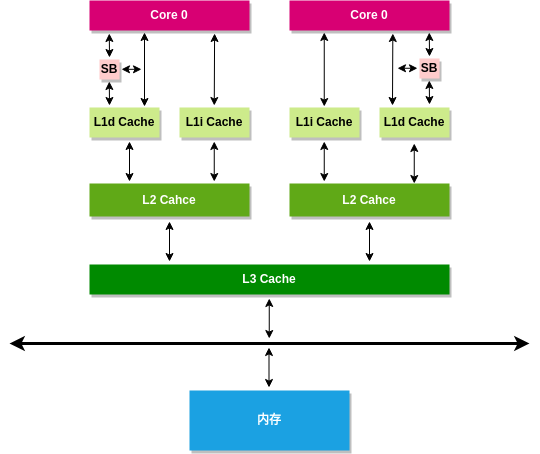 Core 0
Core 0
SB
SB
L1d Cache
L1i Cache
L1i Cache
L1d Cache
L2 Cahce
L2 Cahce
L3 Cache
内存